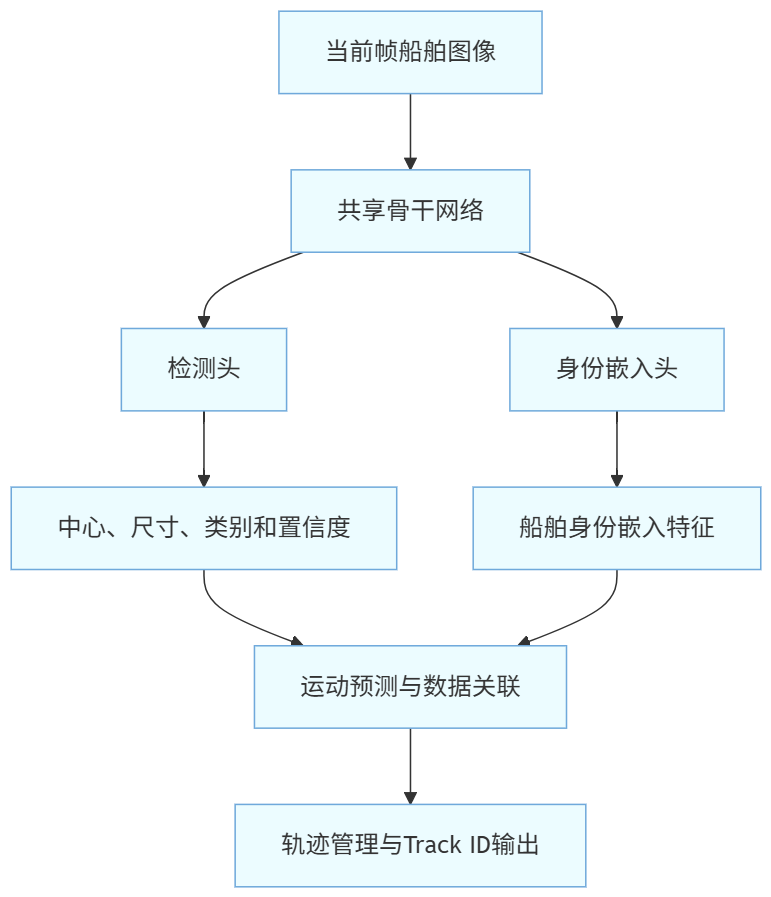 当前帧船舶图像
共享骨干网络
检测头
身份嵌入头
中心、尺寸、类别和置信度
船舶身份嵌入特征
运动预测与数据关联
轨迹管理与Track ID输出